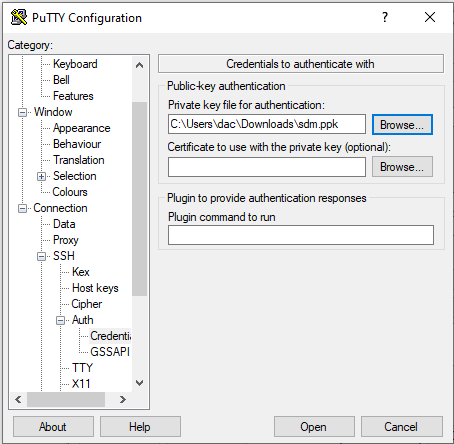 PuTTY Configuration
?
Category:
Keyboard
Bell
Features
Window
Appearance
Behaviour
Translation
Selection
Colours
Connection
Data
Proxy
SSH
Kex
Host keys
Cipher
Auth
Credentia
GSSAPI
TTY
X11
Credentials to authenticate with
Public-key authentication
Private key file for authentication:
C:\Users\dac\Downloads\sdm.ppk Browse...
Certificate to use with the private key (optional):
Browse...
Plugin to provide authentication responses
Plugin command to run
About Help Open Cancel